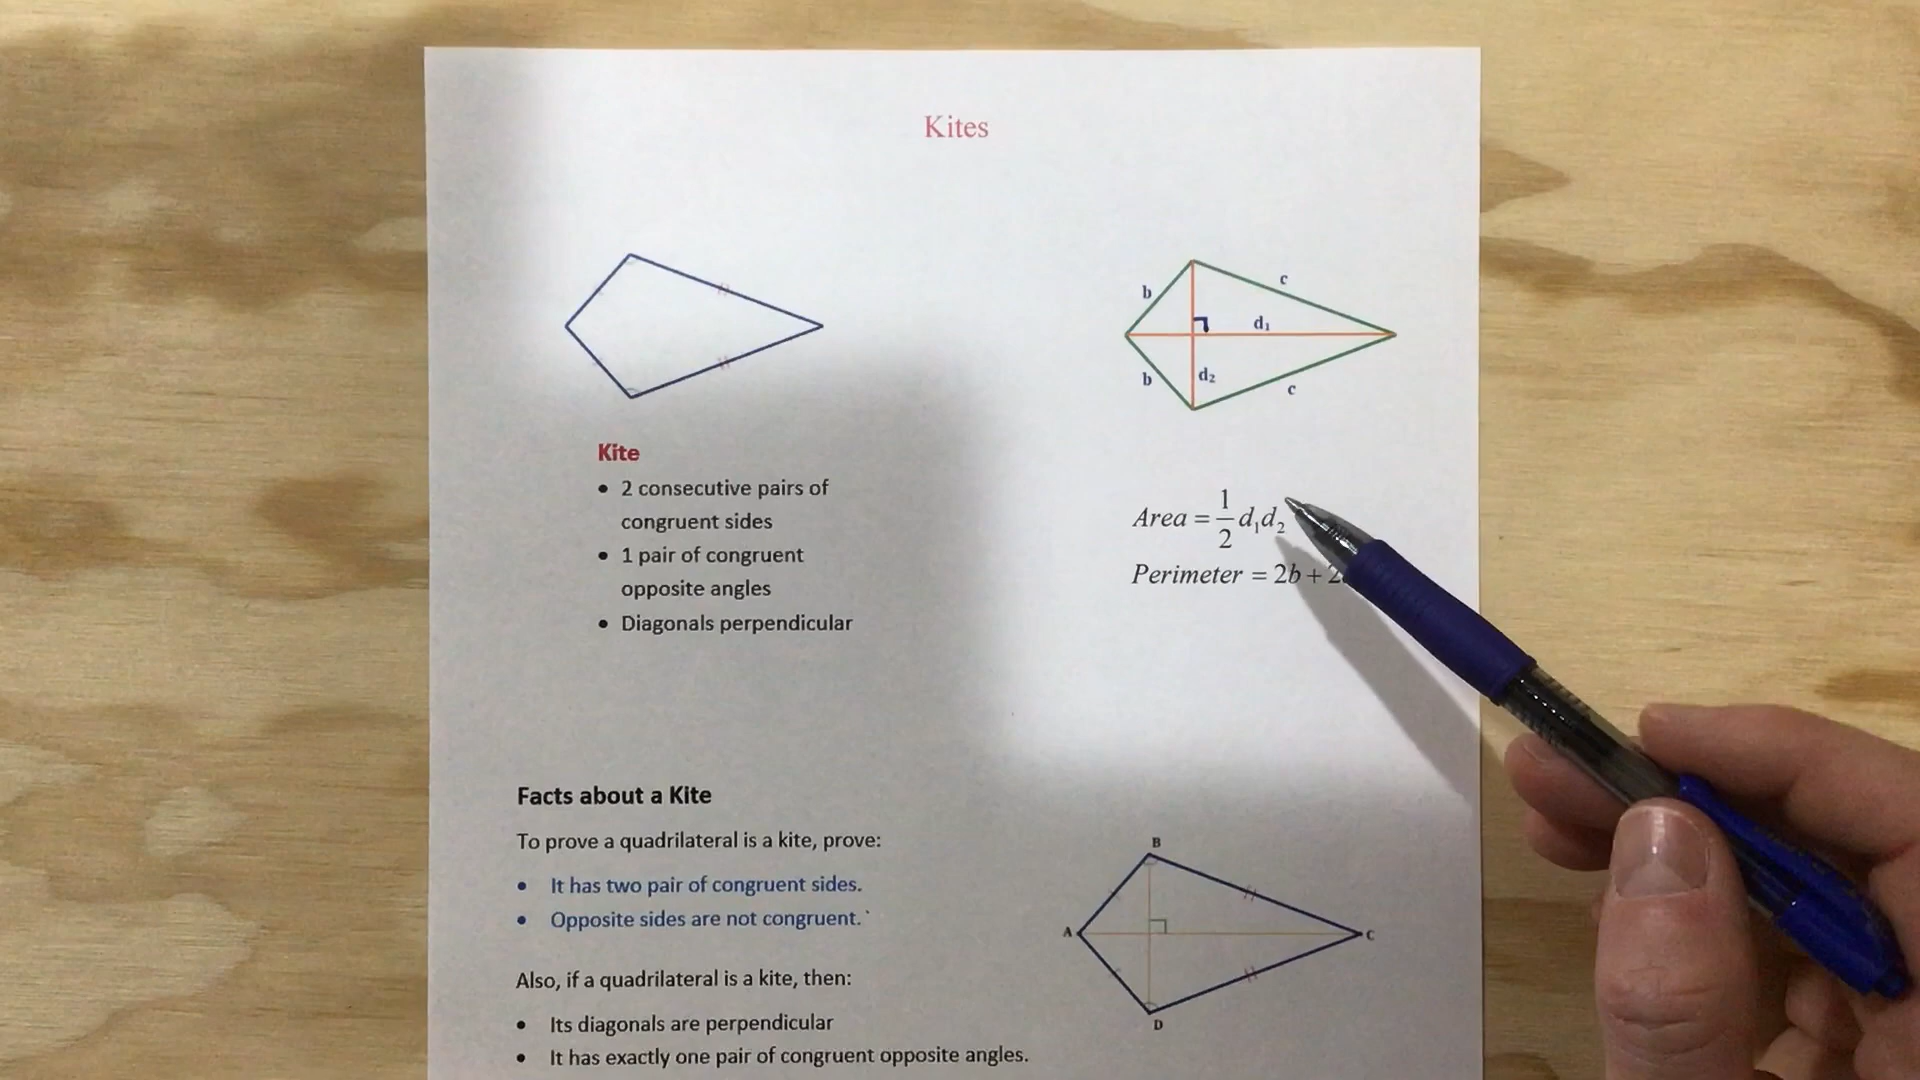 Kites
b
c
d₁
b
d₂
c
Kite
• 2 consecutive pairs of
congruent sides
• 1 pair of congruent
opposite angles
• Diagonals perpendicular
Area = 1/2 d₁d₂
Perimeter = 2b + 2
Facts about a Kite
To prove a quadrilateral is a kite, prove:
• It has two pair of congruent sides.
• Opposite sides are not congruent.`
Also, if a quadrilateral is a kite, then:
• Its diagonals are perpendicular
• It has exactly one pair of congruent opposite angles.
B
A
C
D